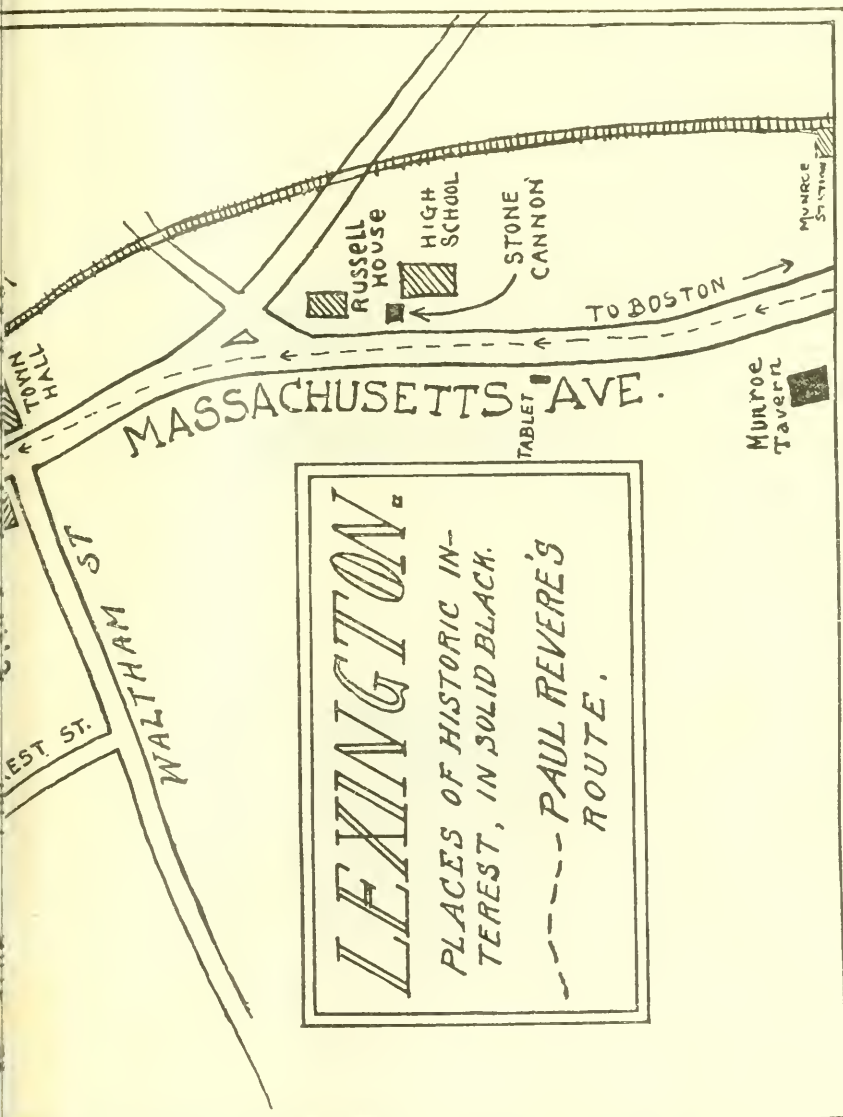 TOWN
HALL
RUSSELL
HOUSE
HIGH
SCHOOL
STONE
CANNON
MUNROE
TO BOSTON
MASSACHUSETTS AVE.
TABLET
Munroe
Tavern
WALTHAM ST
EST ST.
LEXINGTON.
PLACES OF HISTORIC IN-
TEREST, IN SOLID BLACK.
PAUL REVERE'S
ROUTE.